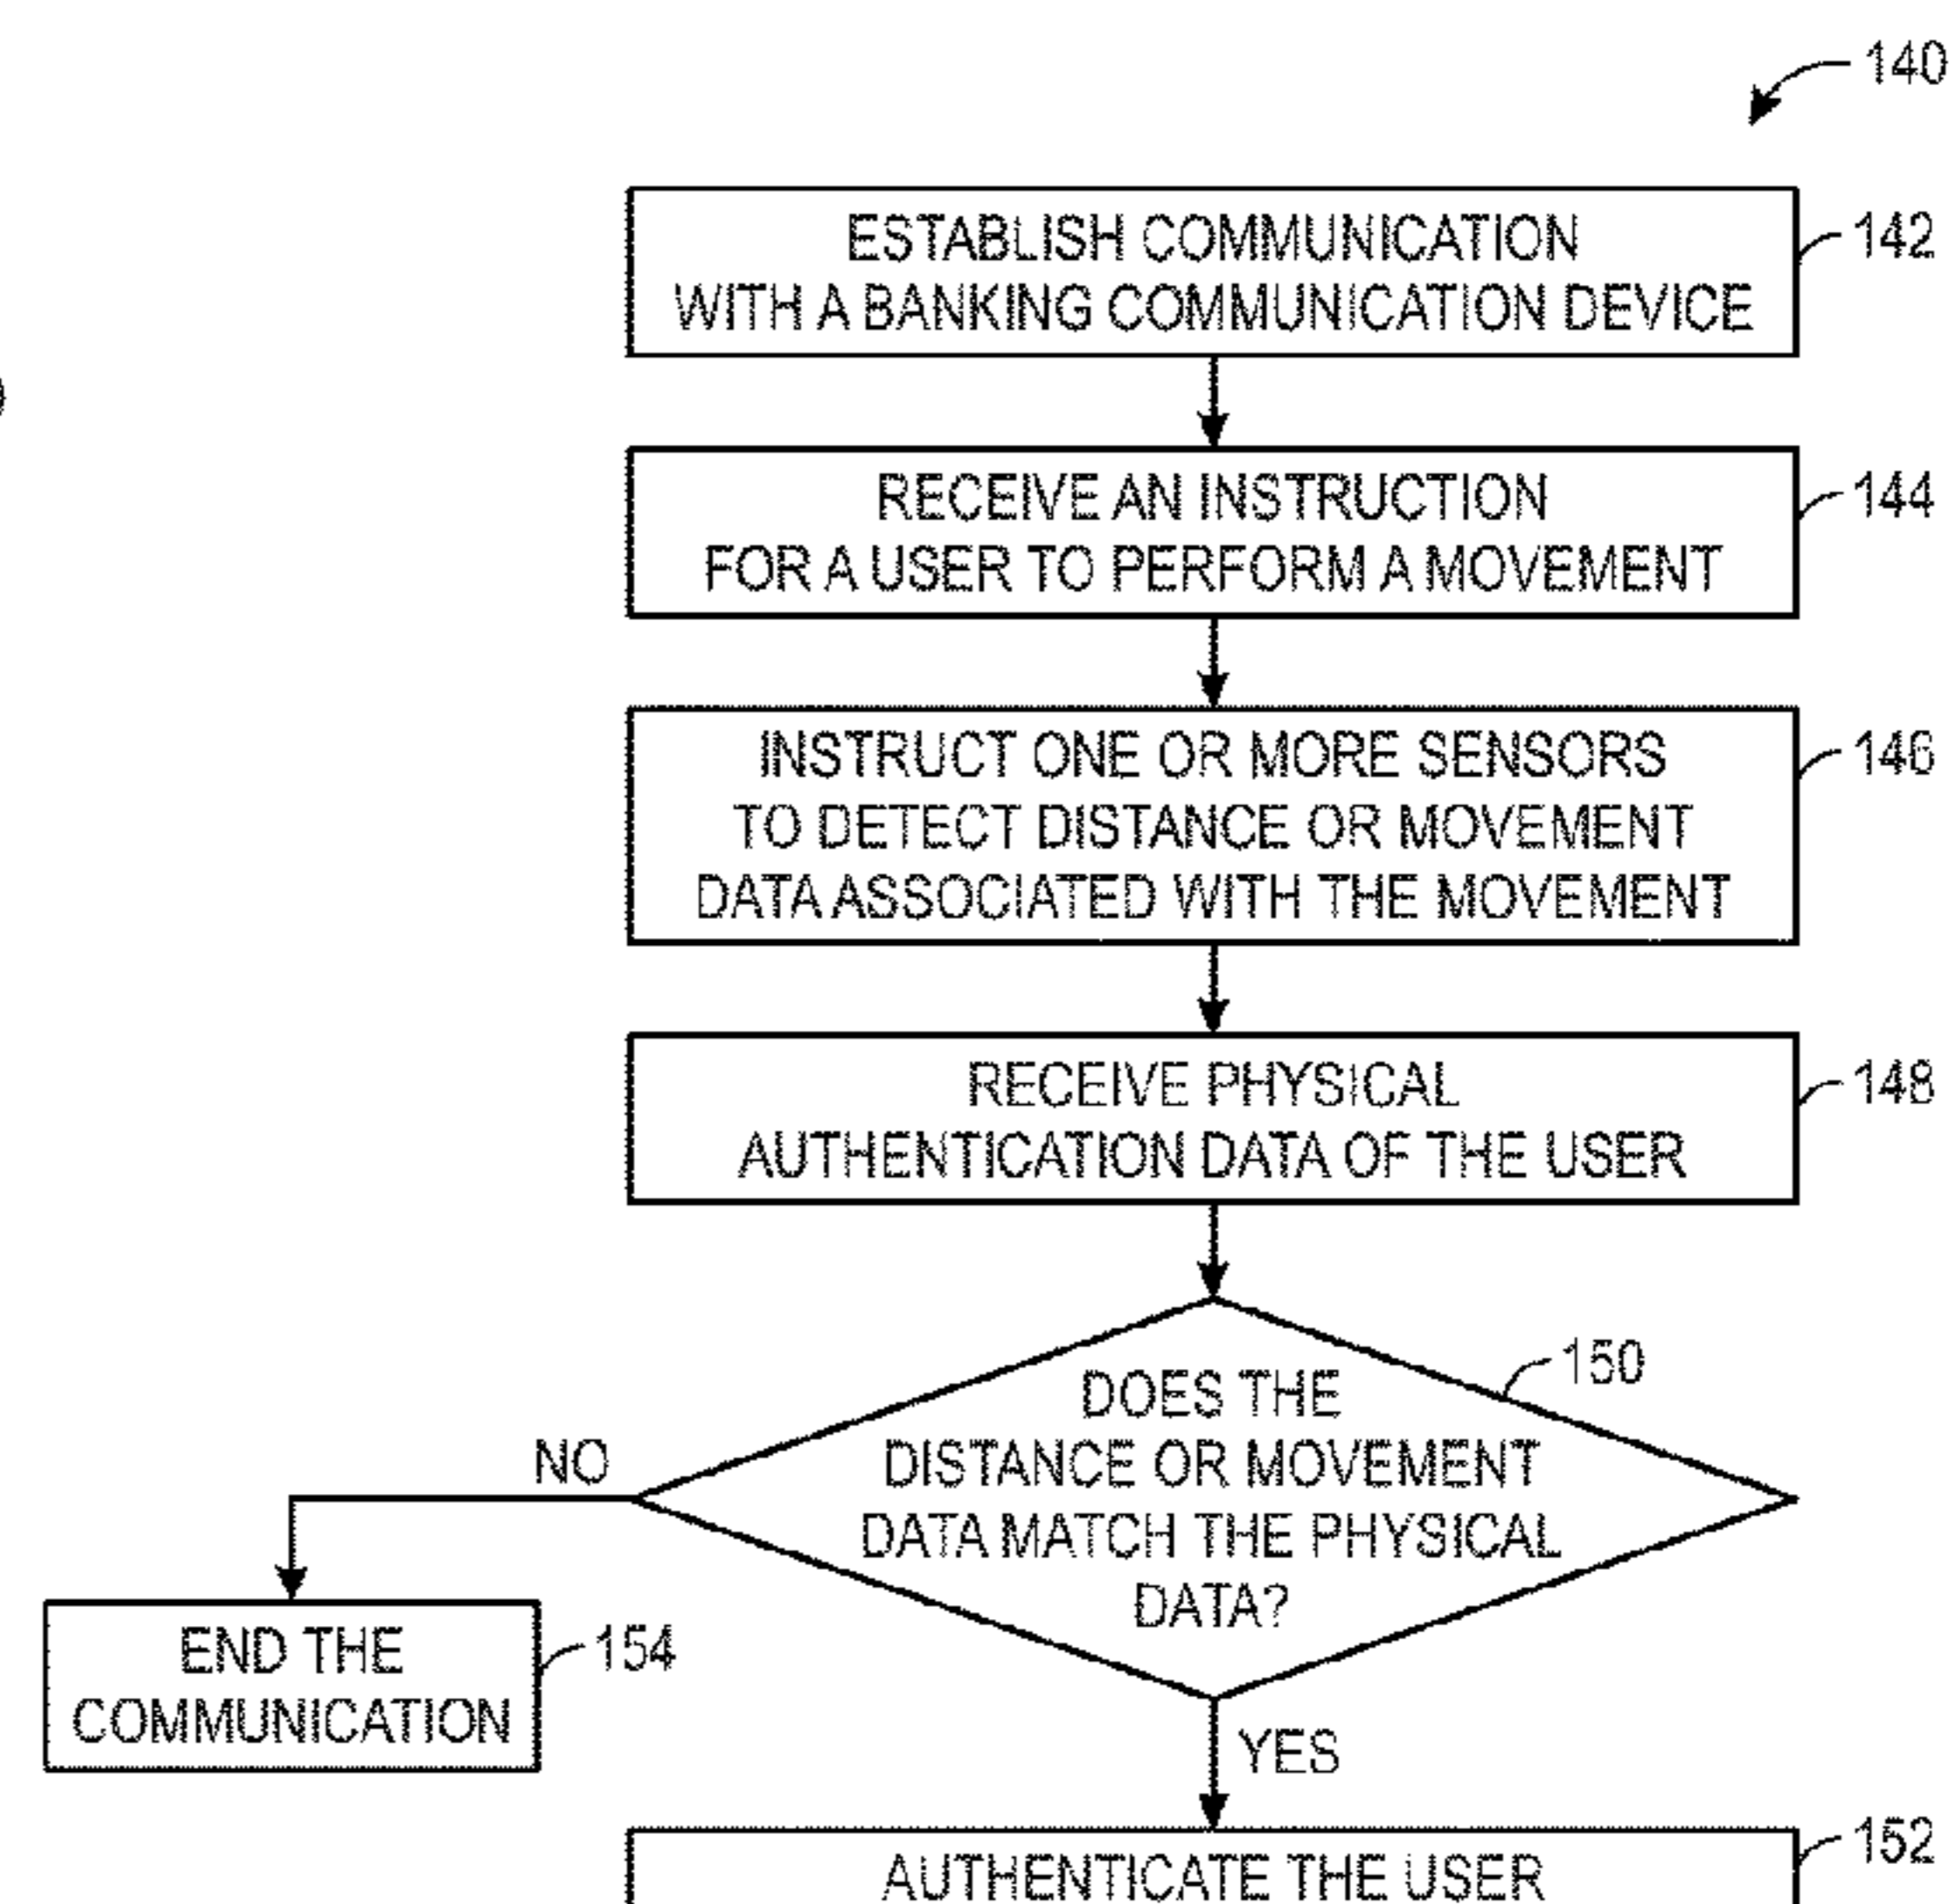 140
ESTABLISH COMMUNICATION
WITH A BANKING COMMUNICATION DEVICE
142
RECEIVE AN INSTRUCTION
FOR A USER TO PERFORM A MOVEMENT
144
INSTRUCT ONE OR MORE SENSORS
TO DETECT DISTANCE OR MOVEMENT
DATA ASSOCIATED WITH THE MOVEMENT
146
RECEIVE PHYSICAL
AUTHENTICATION DATA OF THE USER
148
DOES THE
DISTANCE OR MOVEMENT
DATA MATCH THE PHYSICAL
DATA?
150
NO
END THE
COMMUNICATION
154
YES
AUTHENTICATE THE USER
152